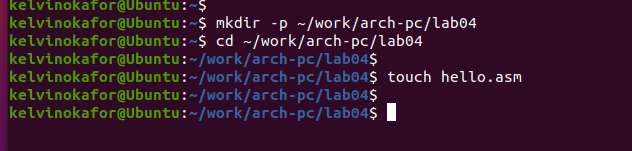 kelvinokafor@Ubuntu:~$
kelvinokafor@Ubuntu:~$ mkdir -p ~/work/arch-pc/lab04
kelvinokafor@Ubuntu:~$ cd ~/work/arch-pc/lab04
kelvinokafor@Ubuntu:~/work/arch-pc/lab04$
kelvinokafor@Ubuntu:~/work/arch-pc/lab04$ touch hello.asm
kelvinokafor@Ubuntu:~/work/arch-pc/lab04$
kelvinokafor@Ubuntu:~/work/arch-pc/lab04$